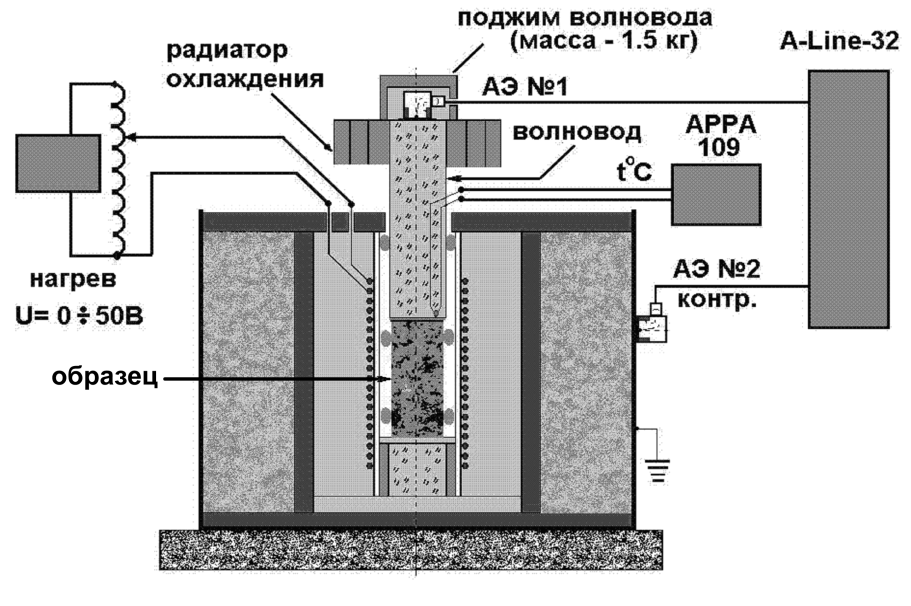 поджим волновода
(масса - 1.5 кг)
A-Line-32
радиатор
охлаждения
АЭ №1
волновод
APPA
109
t°C
АЭ №2
контр.
нагрев
U= 0 ÷ 50В
образец